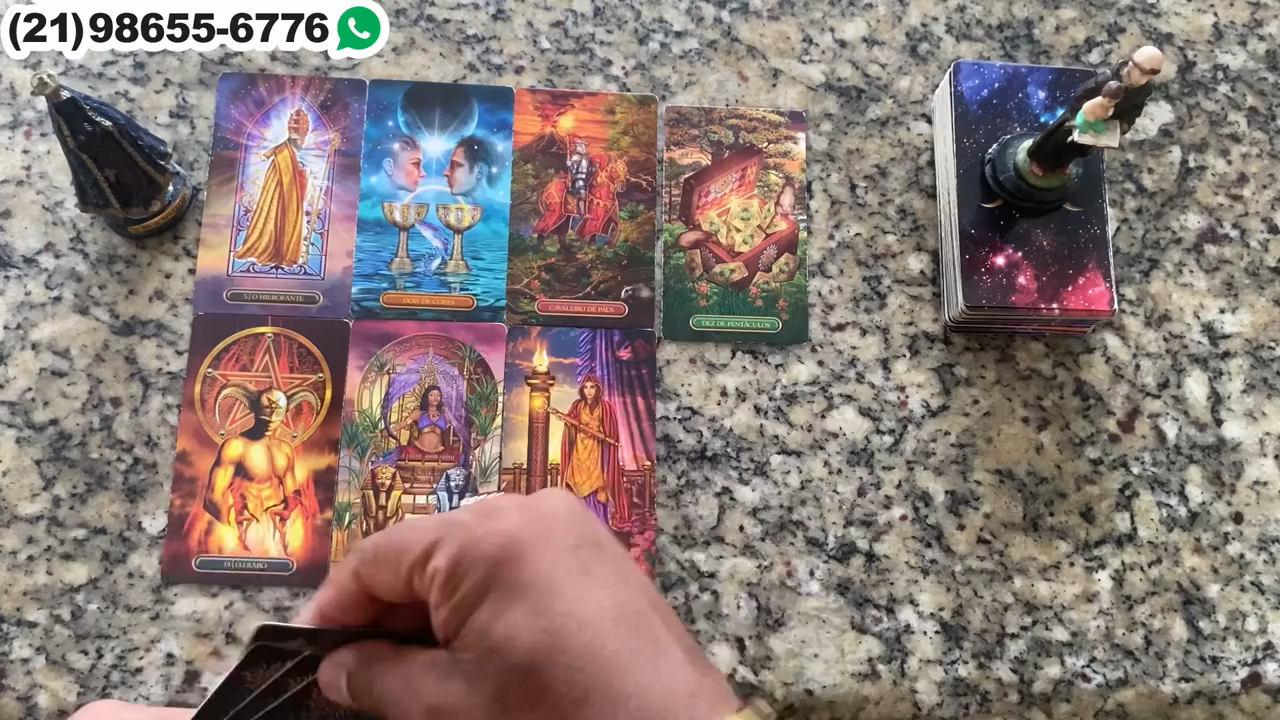 (21)98655-6776
5 | O HIEROFANTE
DOIS DE COPAS
CAVALEIRO DE PAUS
DEZ DE PENTÁCULOS
15 | O DIABO